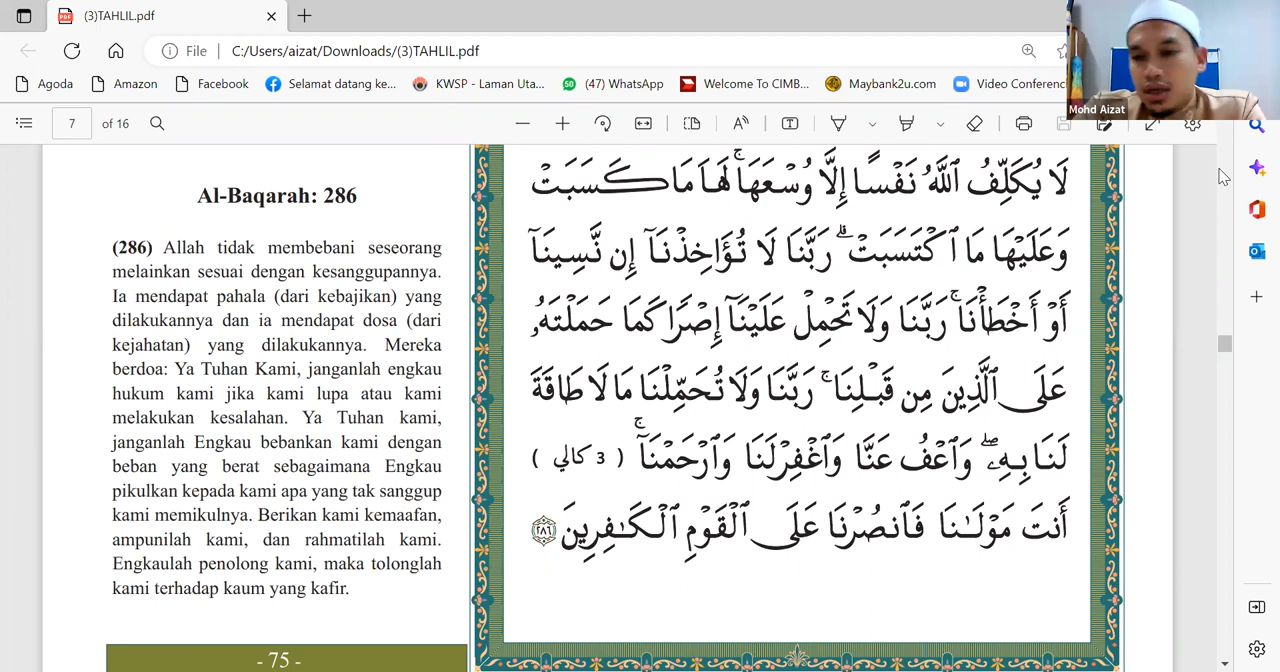 (3)TAHLIL.pdf
File
C:/Users/aizat/Downloads/(3)TAHLIL.pdf
Agoda
Amazon
Facebook
Selamat datang ke...
KWSP - Laman Uta...
(47) WhatsApp
Welcome To CIMB...
Maybank2u.com
Video Conferenc
Mohd Aizat
7 of 16
Al-Baqarah: 286
(286) Allah tidak membebani seseorang
melainkan sesuai dengan kesanggupannya.
Ia mendapat pahala (dari kebajikan) yang
dilakukannya dan ia mendapat dosa (dari
kejahatan) yang dilakukannya. Mereka
berdoa: Ya Tuhan Kami, janganlah engkau
hukum kami jika kami lupa atau kami
melakukan kesalahan. Ya Tuhan kami,
janganlah Engkau bebankan kami dengan
beban yang berat sebagaimana Engkau
pikulkan kepada kami apa yang tak sanggup
kami memikulnya. Berikan kami kemaafan,
ampunilah kami, dan rahmatilah kami.
Engkaulah penolong kami, maka tolonglah
kami terhadap kaum yang kafir.
- 75 -
لَا يُكَلِّفُ ٱللَّهُ نَفْسًا إِلَّا وُسْعَهَا ۚ لَهَا مَا كَسَبَتْ
وَعَلَيْهَا مَا ٱكْتَسَبَتْ ۗ رَبَّنَا لَا تُؤَاخِذْنَآ إِن نَّسِينَآ
أَوْ أَخْطَأْنَا ۚ رَبَّنَا وَلَا تَحْمِلْ عَلَيْنَآ إِصْرًا كَمَا حَمَلْتَهُۥ
عَلَى ٱلَّذِينَ مِن قَبْلِنَا ۚ رَبَّنَا وَلَا تُحَمِّلْنَا مَا لَا طَاقَةَ
لَنَا بِهِۦ ۖ وَٱعْفُ عَنَّا وَٱغْفِرْ لَنَا وَٱرْحَمْنَآ ۚ ( 3 كالي )
أَنتَ مَوْلَىٰنَا فَٱنصُرْنَا عَلَى ٱلْقَوْمِ ٱلْكَـٰفِرِينَ ٢٨٦